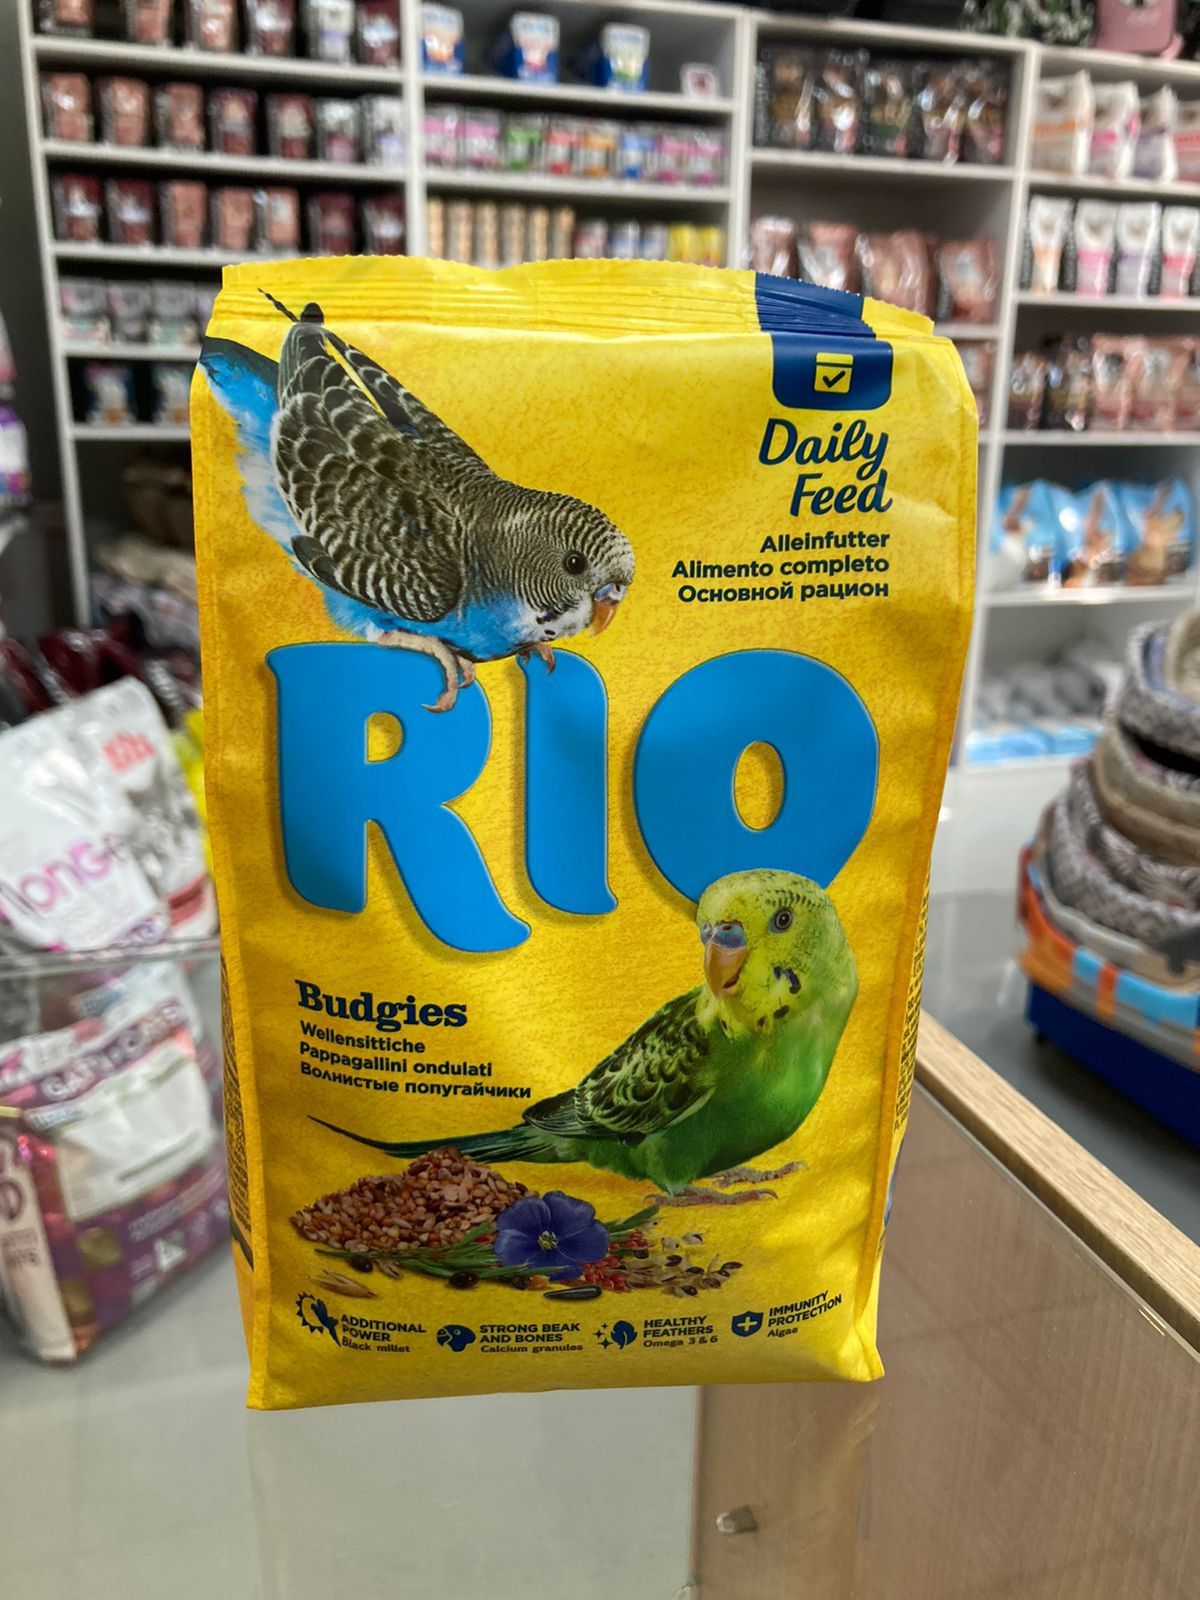 Daily
Feed
Alleinfutter
Alimento completo
Основной рацион
RIO
Budgies
Wellensittiche
Pappagallini ondulati
Волнистые попугайчики
ADDITIONAL
POWER
Black millet
STRONG BEAK
AND BONES
Calcium granules
HEALTHY
FEATHERS
Omega 3 & 6
IMMUNITY
PROTECTION
Algae